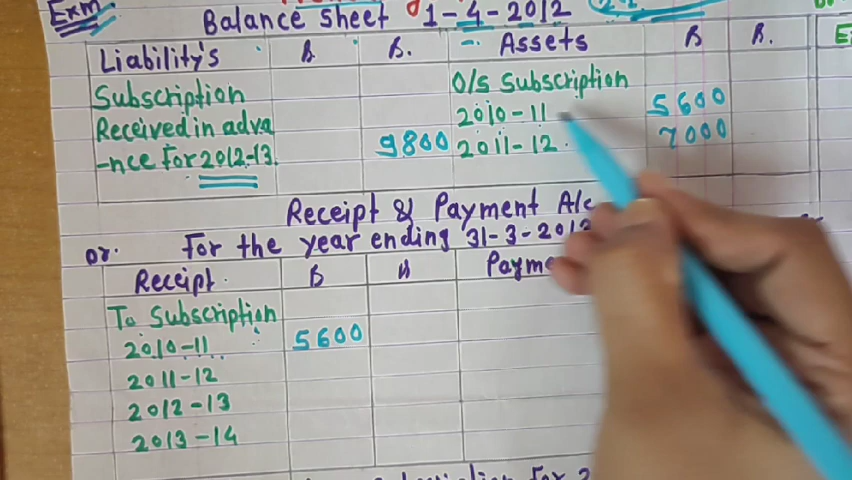 Exm
Balance Sheet 1-4-2012
Liability's ₨. ₨. Assets ₨ ₨.
Subscription
Received in adva
-nce for 2012-13 9800
O/s Subscription
2010-11 5600
2011-12. 7000
Receipt & Payment A/c
or. for the year ending 31-3-201
Receipt. ₨ ₨ Payme
To Subscription
2010-11 5600
2011-12
2012-13
2013-14